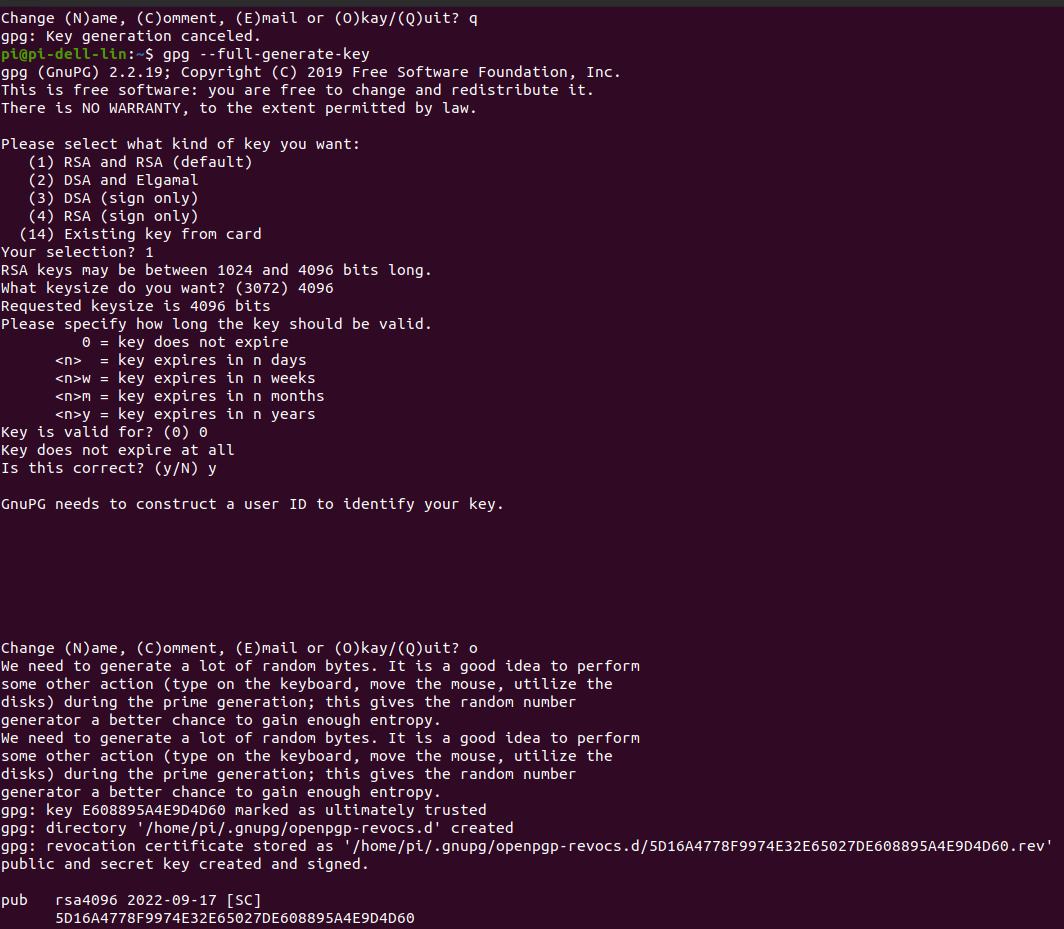 Change (N)ame, (C)omment, (E)mail or (O)kay/(Q)uit? q
gpg: Key generation canceled.
pi@pi-dell-lin:~$ gpg --full-generate-key
gpg (GnuPG) 2.2.19; Copyright (C) 2019 Free Software Foundation, Inc.
This is free software: you are free to change and redistribute it.
There is NO WARRANTY, to the extent permitted by law.

Please select what kind of key you want:
   (1) RSA and RSA (default)
   (2) DSA and Elgamal
   (3) DSA (sign only)
   (4) RSA (sign only)
  (14) Existing key from card
Your selection? 1
RSA keys may be between 1024 and 4096 bits long.
What keysize do you want? (3072) 4096
Requested keysize is 4096 bits
Please specify how long the key should be valid.
         0 = key does not expire
      <n>  = key expires in n days
      <n>w = key expires in n weeks
      <n>m = key expires in n months
      <n>y = key expires in n years
Key is valid for? (0) 0
Key does not expire at all
Is this correct? (y/N) y

GnuPG needs to construct a user ID to identify your key.

Change (N)ame, (C)omment, (E)mail or (O)kay/(Q)uit? o
We need to generate a lot of random bytes. It is a good idea to perform
some other action (type on the keyboard, move the mouse, utilize the
disks) during the prime generation; this gives the random number
generator a better chance to gain enough entropy.
We need to generate a lot of random bytes. It is a good idea to perform
some other action (type on the keyboard, move the mouse, utilize the
disks) during the prime generation; this gives the random number
generator a better chance to gain enough entropy.
gpg: key E608895A4E9D4D60 marked as ultimately trusted
gpg: directory '/home/pi/.gnupg/openpgp-revocs.d' created
gpg: revocation certificate stored as '/home/pi/.gnupg/openpgp-revocs.d/5D16A4778F9974E32E65027DE608895A4E9D4D60.rev'
public and secret key created and signed.

pub   rsa4096 2022-09-17 [SC]
      5D16A4778F9974E32E65027DE608895A4E9D4D60